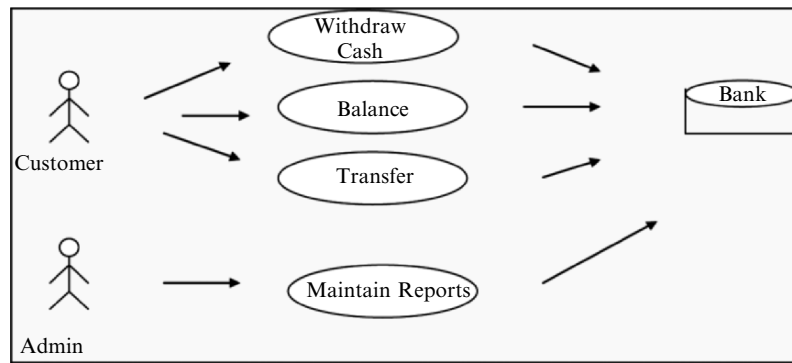 Withdraw
Cash
Balance
Bank
Customer
Transfer
Maintain Reports
Admin